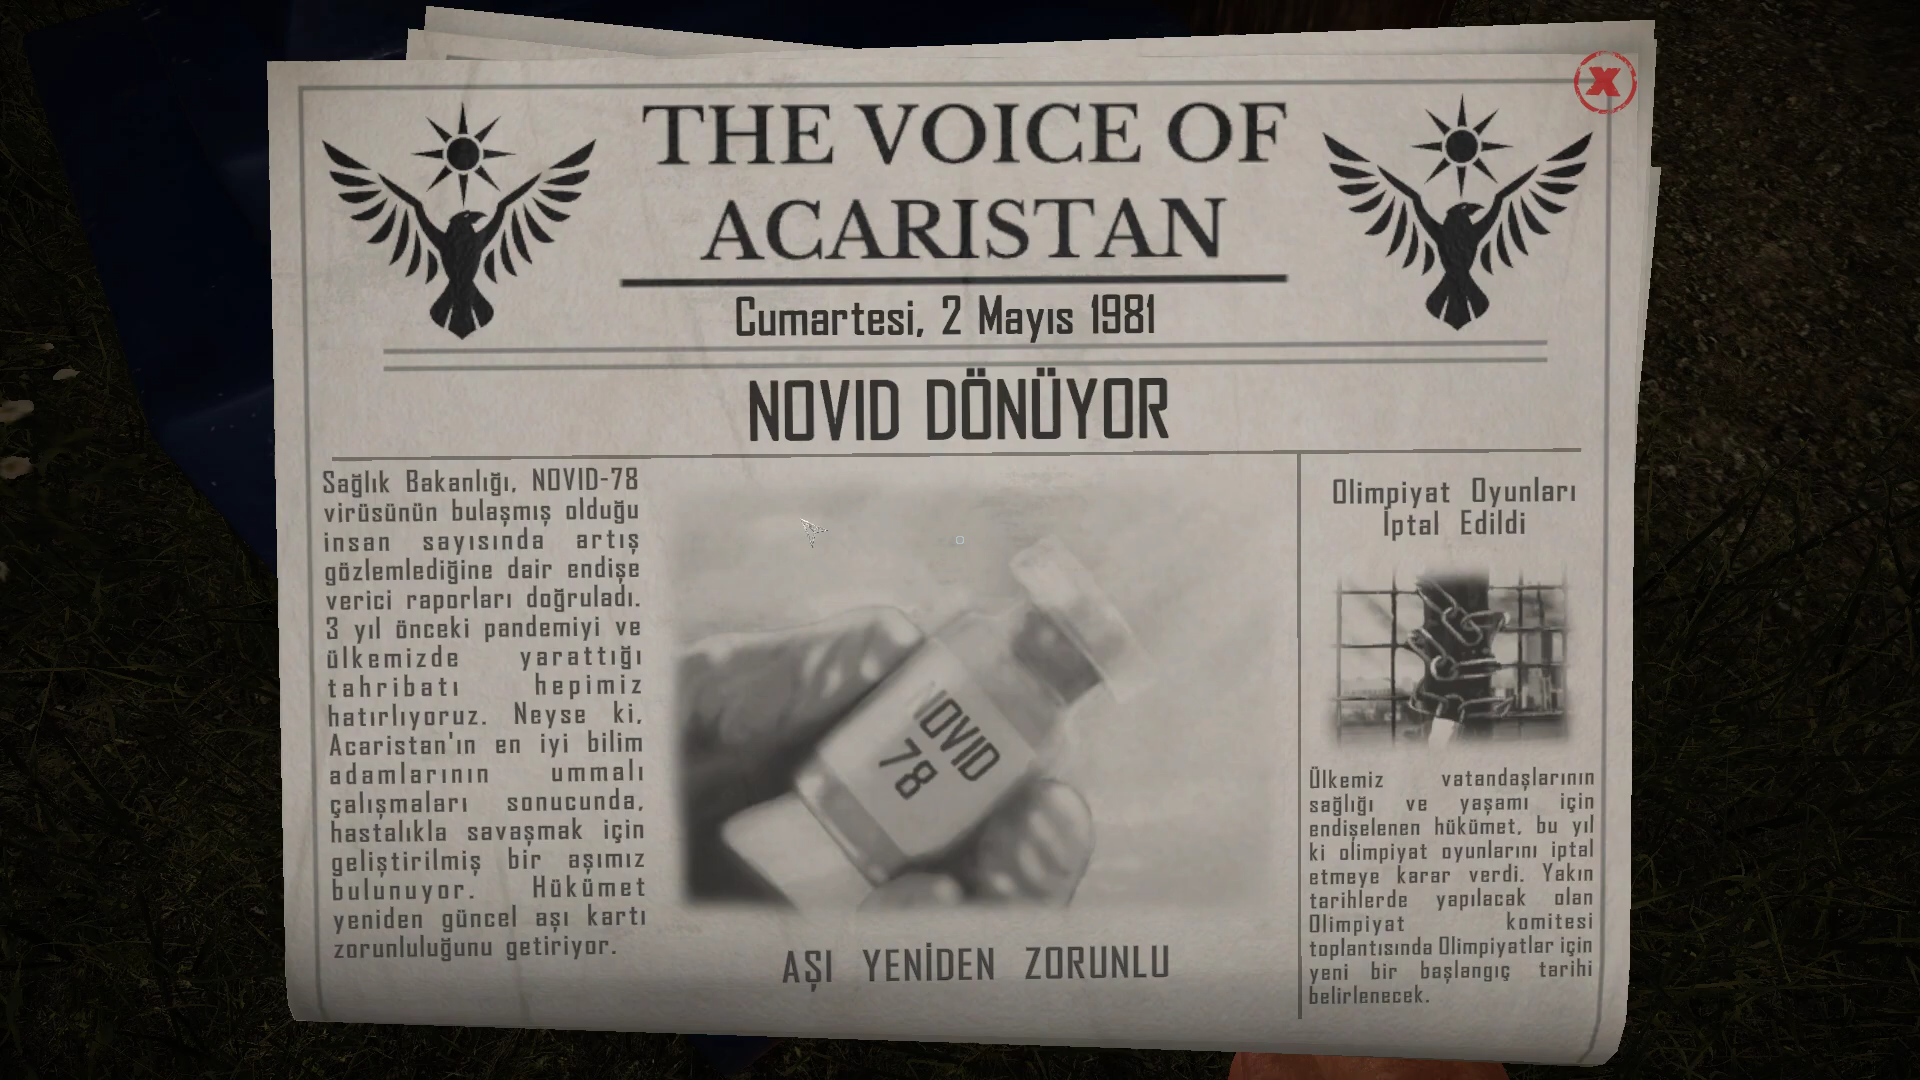 THE VOICE OF
ACARISTAN
Cumartesi, 2 Mayıs 1981
NOVID DÖNÜYOR
Sağlık Bakanlığı, NOVID-78
virüsünün bulaşmış olduğu
insan sayısında artış
gözlemlediğine dair endişe
verici raporları doğruladı.
3 yıl önceki pandemiyi ve
ülkemizde yarattığı
tahribatı hepimiz
hatırlıyoruz. Neyse ki,
Acaristan'ın en iyi bilim
adamlarının ummalı
çalışmaları sonucunda,
hastalıkla savaşmak için
geliştirilmiş bir aşımız
bulunuyor. Hükümet
yeniden güncel aşı kartı
zorunluluğunu getiriyor.
NOVID
78
AŞI YENİDEN ZORUNLU
Olimpiyat Oyunları
İptal Edildi
Ülkemiz vatandaşlarının
sağlığı ve yaşamı için
endişelenen hükümet, bu yıl
ki olimpiyat oyunlarını iptal
etmeye karar verdi. Yakın
tarihlerde yapılacak olan
Olimpiyat komitesi
toplantısında Olimpiyatlar için
yeni bir başlangıç tarihi
belirlenecek.
X